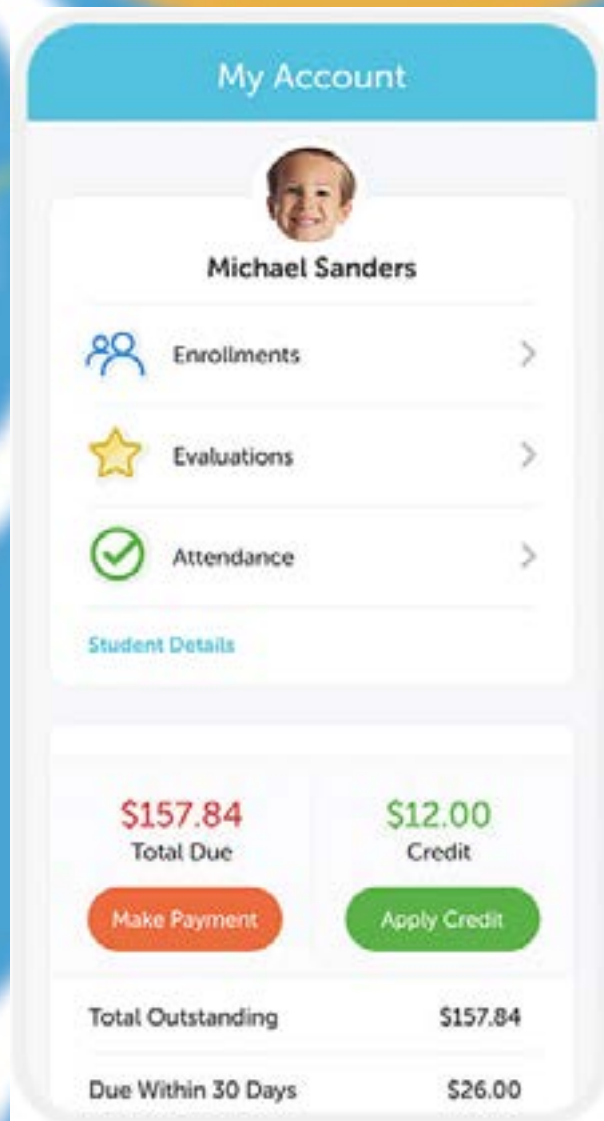 My Account
Michael Sanders
Enrollments
Evaluations
Attendance
Student Details
$157.84 $12.00
Total Due Credit
Make Payment Apply Credit
Total Outstanding $157.84
Due Within 30 Days $26.00